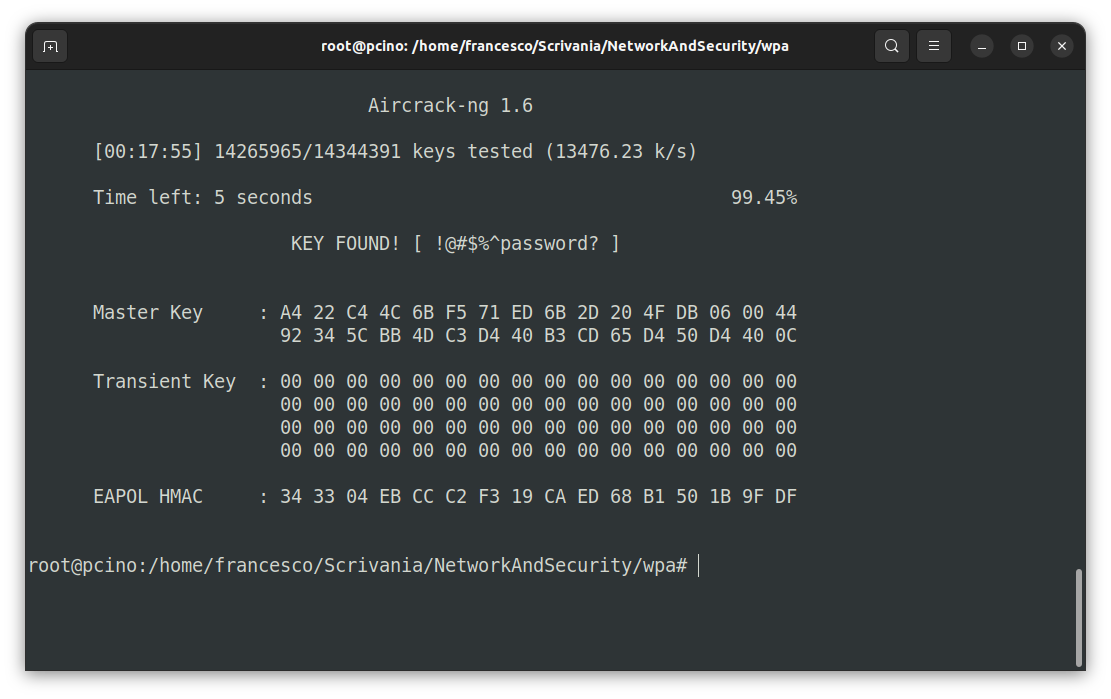 root@pcino: /home/francesco/Scrivania/NetworkAndSecurity/wpa
Aircrack-ng 1.6
[00:17:55] 14265965/14344391 keys tested (13476.23 k/s)
Time left: 5 seconds 99.45%
KEY FOUND! [ !@#$%^password? ]
Master Key : A4 22 C4 4C 6B F5 71 ED 6B 2D 20 4F DB 06 00 44
92 34 5C BB 4D C3 D4 40 B3 CD 65 D4 50 D4 40 0C
Transient Key : 00 00 00 00 00 00 00 00 00 00 00 00 00 00 00 00
00 00 00 00 00 00 00 00 00 00 00 00 00 00 00 00
00 00 00 00 00 00 00 00 00 00 00 00 00 00 00 00
00 00 00 00 00 00 00 00 00 00 00 00 00 00 00 00
EAPOL HMAC : 34 33 04 EB CC C2 F3 19 CA ED 68 B1 50 1B 9F DF
root@pcino:/home/francesco/Scrivania/NetworkAndSecurity/wpa#